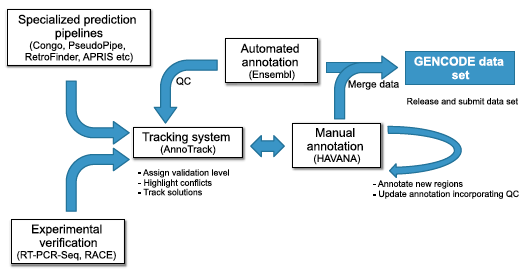 Specialized prediction
pipelines
(Congo, PseudoPipe,
RetroFinder, APRIS etc)
Automated
annotation
(Ensembl)
GENCODE data
set
QC
Merge data
Release and submit data set
Tracking system
(AnnoTrack)
Manual
annotation
(HAVANA)
- Assign validation level
- Highlight conflicts
- Track solutions
- Annotate new regions
- Update annotation incorporating QC
Experimental
verification
(RT-PCR-Seq, RACE)